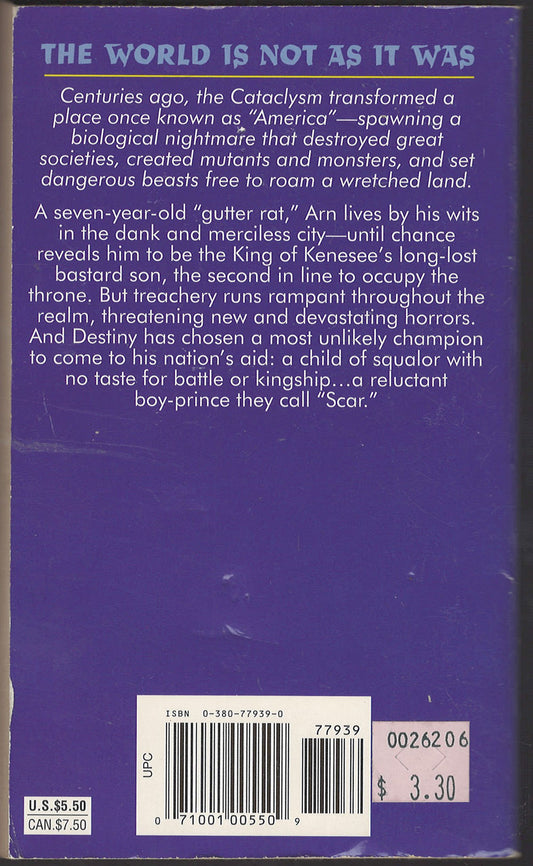 THE WORLD IS NOT AS IT WAS
Centuries ago, the Cataclysm transformed a
place once known as "America"—spawning a
biological nightmare that destroyed great
societies, created mutants and monsters, and set
dangerous beasts free to roam a wretched land.
A seven-year-old "gutter rat," Arn lives by his wits
in the dank and merciless city—until chance
reveals him to be the King of Kenesee's long-lost
bastard son, the second in line to occupy the
throne. But treachery runs rampant throughout the
realm, threatening new and devastating horrors.
And Destiny has chosen a most unlikely champion
to come to his nation's aid: a child of squalor with
no taste for battle or kingship...a reluctant
boy-prince they call "Scar."
ISBN 0-380-77939-0
77939
UPC
0 71001 00550 9
0026206
$ 3.30
U.S.$5.50
CAN.$7.50